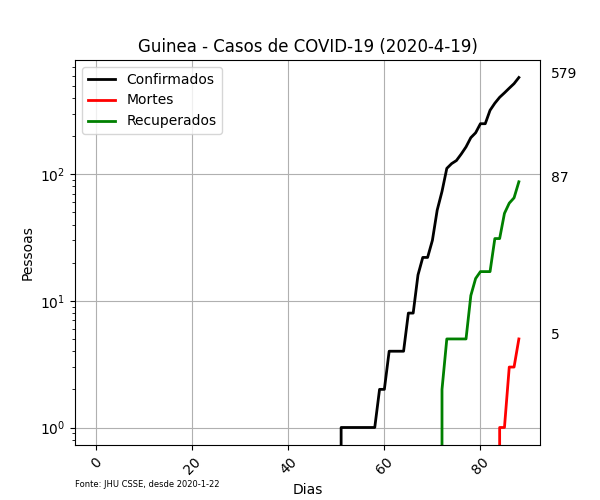 Guinea - Casos de COVID-19 (2020-4-19)
Confirmados
Mortes
Recuperados
579
87
5
10²
10¹
10⁰
Pessoas
0
20
40
60
80
Dias
Fonte: JHU CSSE, desde 2020-1-22